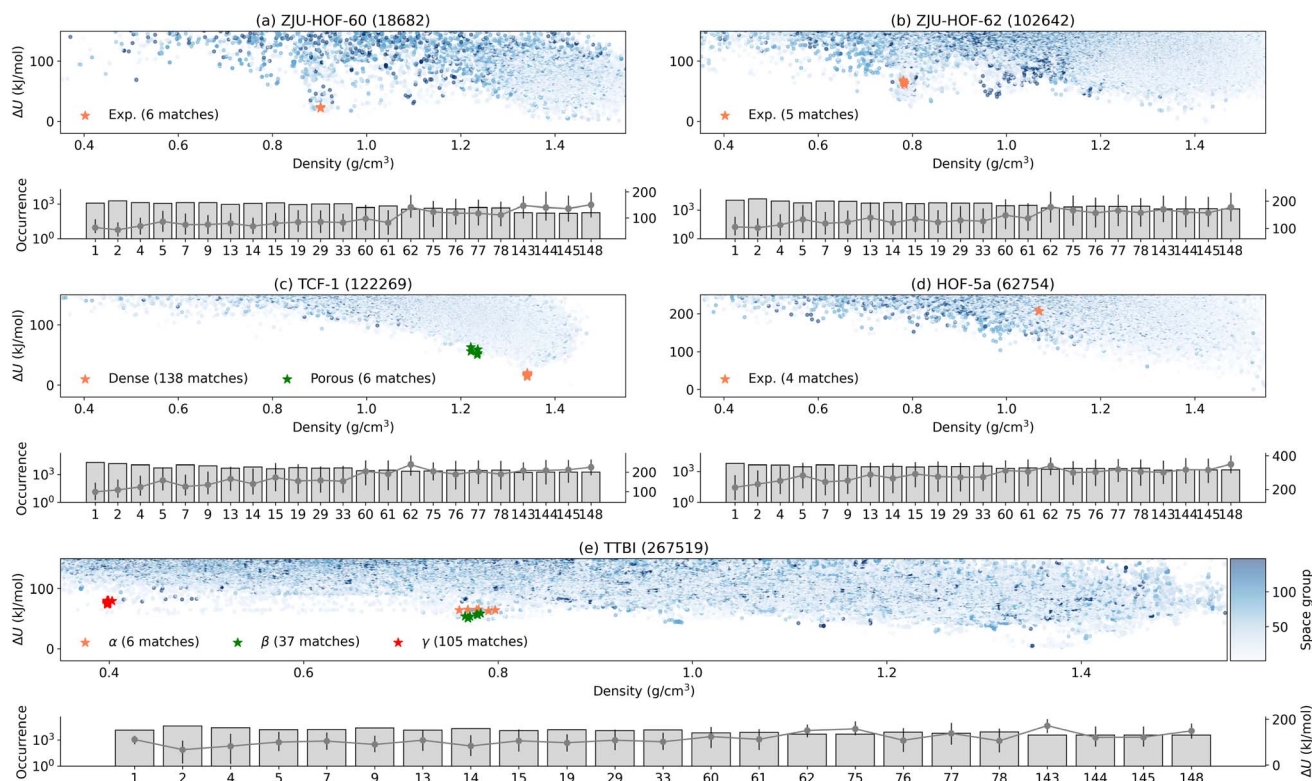 (a) ZJU-HOF-60 (18682)
ΔU (kJ/mol)
100
0
Exp. (6 matches)
0.4 0.6 0.8 1.0 1.2 1.4
Density (g/cm³)
Occurrence
10³
10⁰
200
100
1 2 4 5 7 9 13 14 15 19 29 33 60 61 62 75 76 77 78 143 144 145 148
(b) ZJU-HOF-62 (102642)
100
0
Exp. (5 matches)
0.4 0.6 0.8 1.0 1.2 1.4
Density (g/cm³)
10³
10⁰
200
100
1 2 4 5 7 9 13 14 15 19 29 33 60 61 62 75 76 77 78 143 144 145 148
(c) TCF-1 (122269)
ΔU (kJ/mol)
100
0
Dense (138 matches) Porous (6 matches)
0.4 0.6 0.8 1.0 1.2 1.4
Density (g/cm³)
Occurrence
10³
10⁰
200
100
1 2 4 5 7 9 13 14 15 19 29 33 60 61 62 75 76 77 78 143 144 145 148
(d) HOF-5a (62754)
200
100
0
Exp. (4 matches)
0.4 0.6 0.8 1.0 1.2 1.4
Density (g/cm³)
10³
10⁰
400
200
1 2 4 5 7 9 13 14 15 19 29 33 60 61 62 75 76 77 78 143 144 145 148
(e) TTBI (267519)
ΔU (kJ/mol)
100
0
α (6 matches) β (37 matches) γ (105 matches)
0.4 0.6 0.8 1.0 1.2 1.4
Density (g/cm³)
100
50
Space group
Occurrence
10³
10⁰
200
0
ΔU (kJ/mol)
1 2 4 5 7 9 13 14 15 19 29 33 60 61 62 75 76 77 78 143 144 145 148